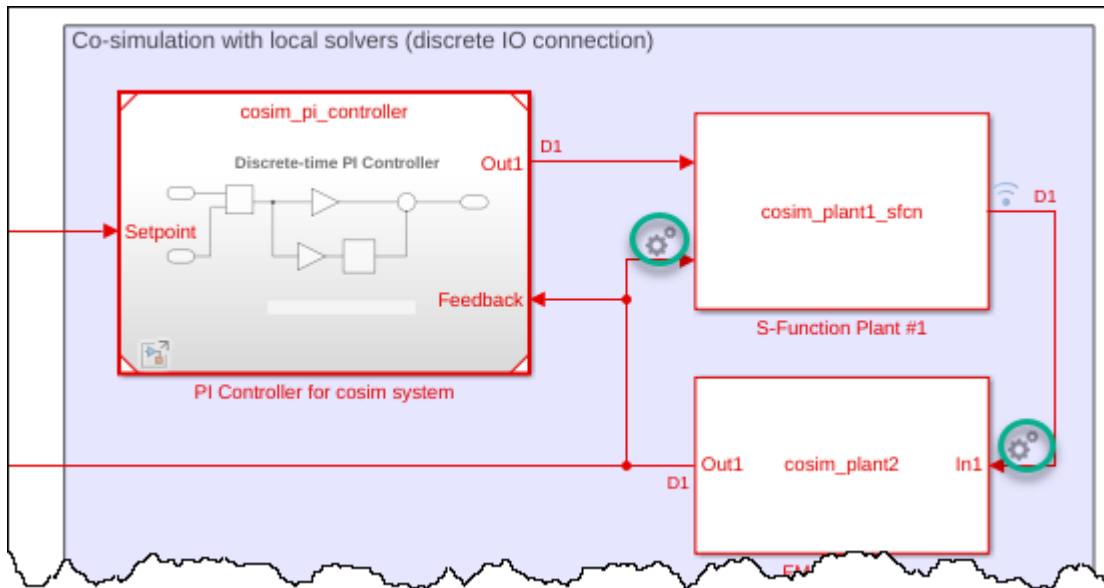 Co-simulation with local solvers (discrete IO connection)
cosim_pi_controller
Discrete-time PI Controller
Out1
D1
Setpoint
Feedback
PI Controller for cosim system
cosim_plant1_sfcn
D1
S-Function Plant #1
Out1
cosim_plant2
In1
D1